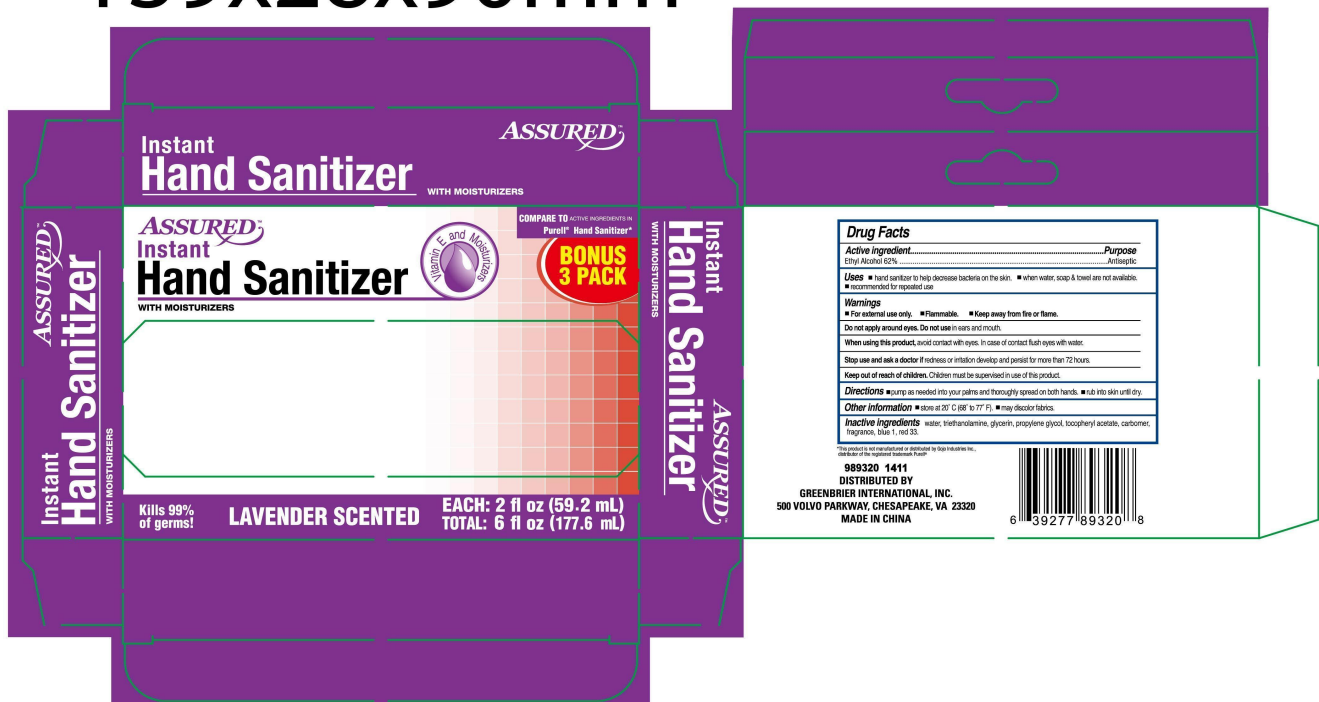 Instant
Hand Sanitizer
WITH MOISTURIZERS
ASSURED™
ASSURED™
Instant
Hand Sanitizer
WITH MOISTURIZERS
Vitamin E and Moisturizers
COMPARE TO ACTIVE INGREDIENTS IN
Purell® Hand Sanitizer*
BONUS
3 PACK
Kills 99%
of germs!
LAVENDER SCENTED
EACH: 2 fl oz (59.2 mL)
TOTAL: 6 fl oz (177.6 mL)
ASSURED™
Instant
Hand Sanitizer
WITH MOISTURIZERS
Instant
Hand Sanitizer
WITH MOISTURIZERS
ASSURED™
Drug Facts
Active ingredient....Purpose
Ethyl Alcohol 62% ....Antiseptic
Uses ■ hand sanitizer to help decrease bacteria on the skin. ■ when water, soap & towel are not available.
■ recommended for repeated use
Warnings
■ For external use only. ■ Flammable. ■ Keep away from fire or flame.
Do not apply around eyes. Do not use in ears and mouth.
When using this product, avoid contact with eyes. In case of contact flush eyes with water.
Stop use and ask a doctor if redness or irritation develop and persist for more than 72 hours.
Keep out of reach of children. Children must be supervised in use of this product.
Directions ■ pump as needed into your palms and thoroughly spread on both hands. ■ rub into skin until dry.
Other information ■ store at 20° C (68° to 77° F). ■ may discolor fabrics.
Inactive ingredients water, triethanolamine, glycerin, propylene glycol, tocopheryl acetate, carbomer,
fragrance, blue 1, red 33.
*This product is not manufactured or distributed by Gojo Industries Inc.,
distributor of the registered trademark Purell®
989320 1411
DISTRIBUTED BY
GREENBRIER INTERNATIONAL, INC.
500 VOLVO PARKWAY, CHESAPEAKE, VA 23320
MADE IN CHINA
6 39277 89320 8